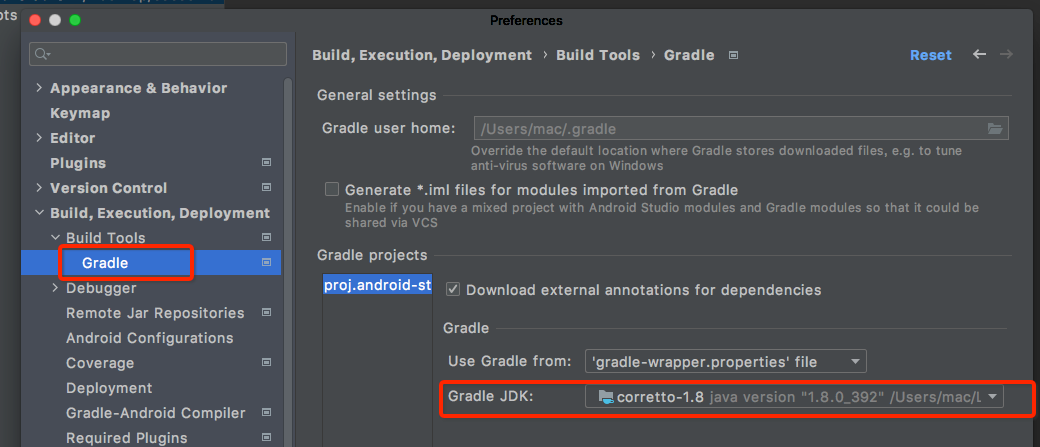 pts
Preferences
Build, Execution, Deployment › Build Tools › Gradle
Reset
Appearance & Behavior
Keymap
Editor
Plugins
Version Control
Build, Execution, Deployment
Build Tools
Gradle
Debugger
Remote Jar Repositories
Android Configurations
Coverage
Deployment
Gradle-Android Compiler
Required Plugins
General settings
Gradle user home: /Users/mac/.gradle
Override the default location where Gradle stores downloaded files, e.g. to tune
anti-virus software on Windows
Generate *.iml files for modules imported from Gradle
Enable if you have a mixed project with Android Studio modules and Gradle modules so that it could be
shared via VCS
Gradle projects
proj.android-st
Download external annotations for dependencies
Gradle
Use Gradle from: 'gradle-wrapper.properties' file
Gradle JDK: corretto-1.8 java version "1.8.0_392" /Users/mac/L